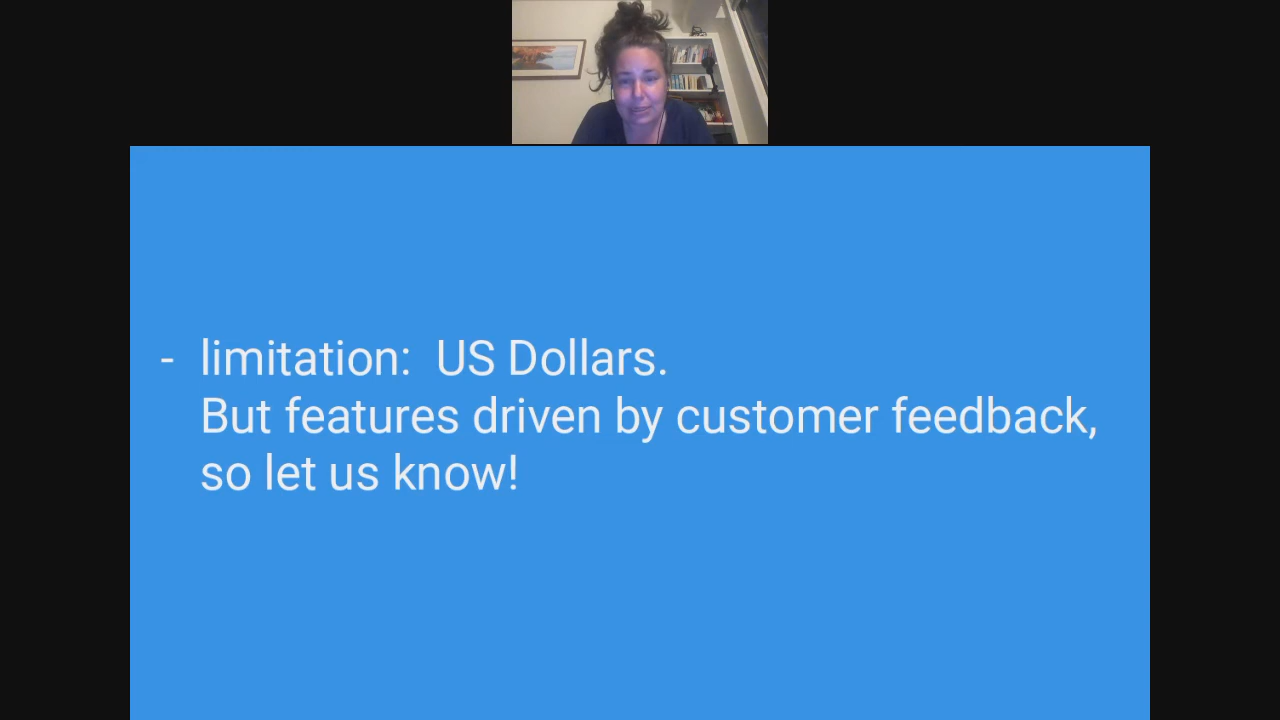 - limitation:  US Dollars.
But features driven by customer feedback,
so let us know!